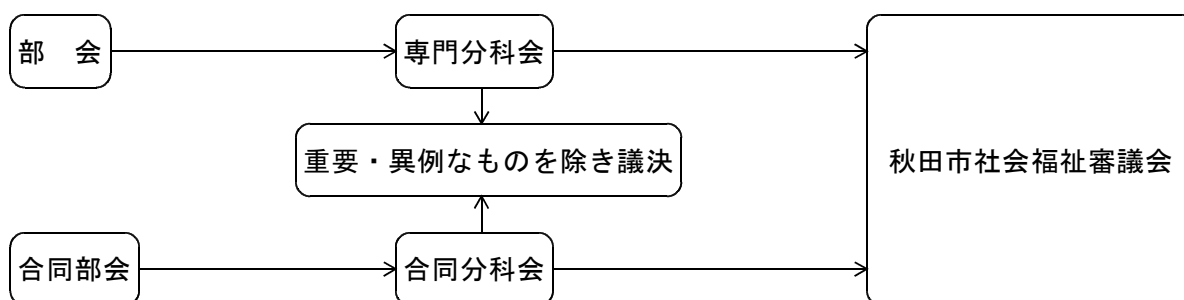 部　会
専門分科会
重要・異例なものを除き議決
秋田市社会福祉審議会
合同部会
合同分科会